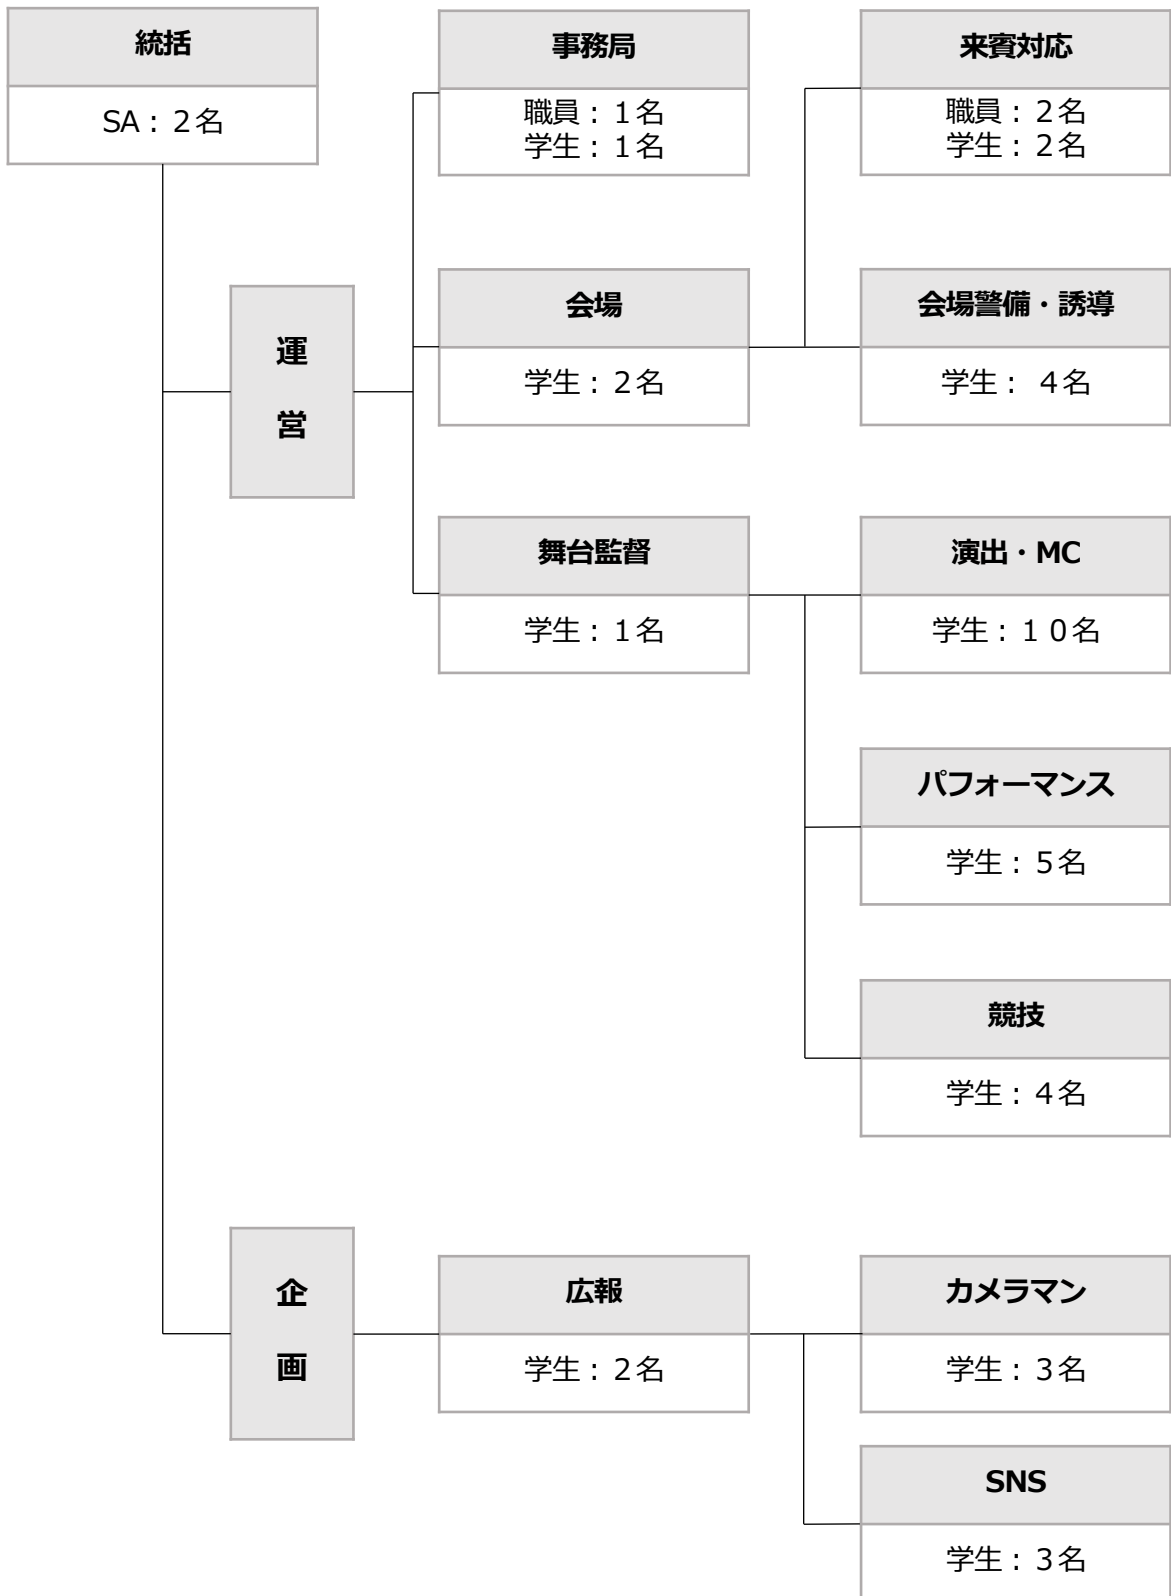 統括
SA：２名
事務局
職員：１名
学生：１名
来賓対応
職員：２名
学生：２名
運
営
会場
学生：２名
会場警備・誘導
学生： ４名
舞台監督
学生：１名
演出・MC
学生：１０名
パフォーマンス
学生：５名
競技
学生：４名
企
画
広報
学生：２名
カメラマン
学生：３名
SNS
学生：３名